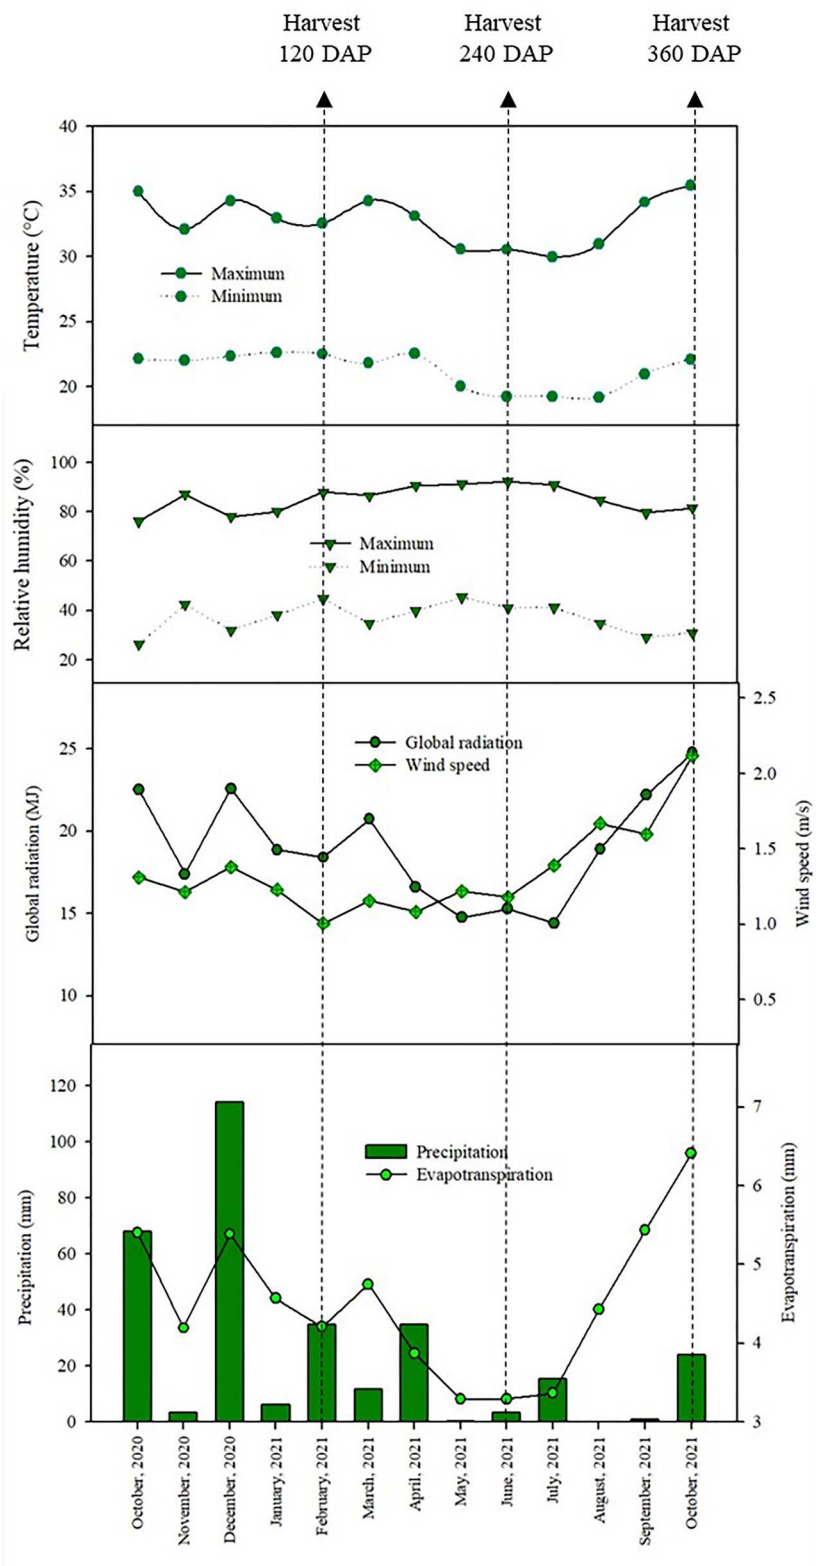 Harvest
120 DAP
Harvest
240 DAP
Harvest
360 DAP
Temperature (°C)
40
35
30
25
20
Maximum
Minimum
Relative humidity (%)
100
80
60
40
20
Maximum
Minimum
Global radiation (MJ)
25
20
15
10
Global radiation
Wind speed
2.5
2.0
1.5
1.0
0.5
Wind speed (m/s)
Precipitation (mm)
120
100
80
60
40
20
0
Precipitation
Evapotranspiration
7
6
5
4
3
Evapotranspiration (mm)
October, 2020
November, 2020
December, 2020
January, 2021
February, 2021
March, 2021
April, 2021
May, 2021
June, 2021
July, 2021
August, 2021
September, 2021
October, 2021